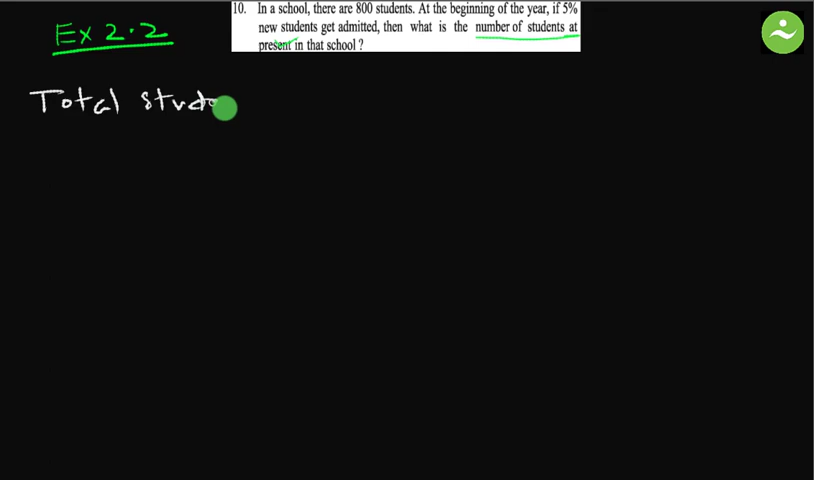 Ex 2.2
10. In a school, there are 800 students. At the beginning of the year, if 5%
new students get admitted, then what is the number of students at
present in that school ?
Total stude